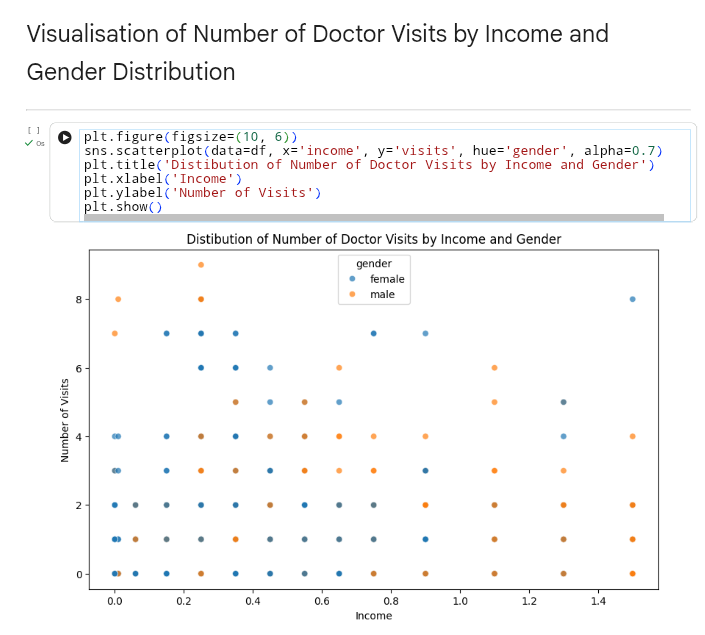 Visualisation of Number of Doctor Visits by Income and
Gender Distribution
[ ]
0s
plt.figure(figsize=(10, 6))
sns.scatterplot(data=df, x='income', y='visits', hue='gender', alpha=0.7)
plt.title('Distibution of Number of Doctor Visits by Income and Gender')
plt.xlabel('Income')
plt.ylabel('Number of Visits')
plt.show()
Distibution of Number of Doctor Visits by Income and Gender
gender
female
male
Number of Visits
8
6
4
2
0
0.0 0.2 0.4 0.6 0.8 1.0 1.2 1.4
Income